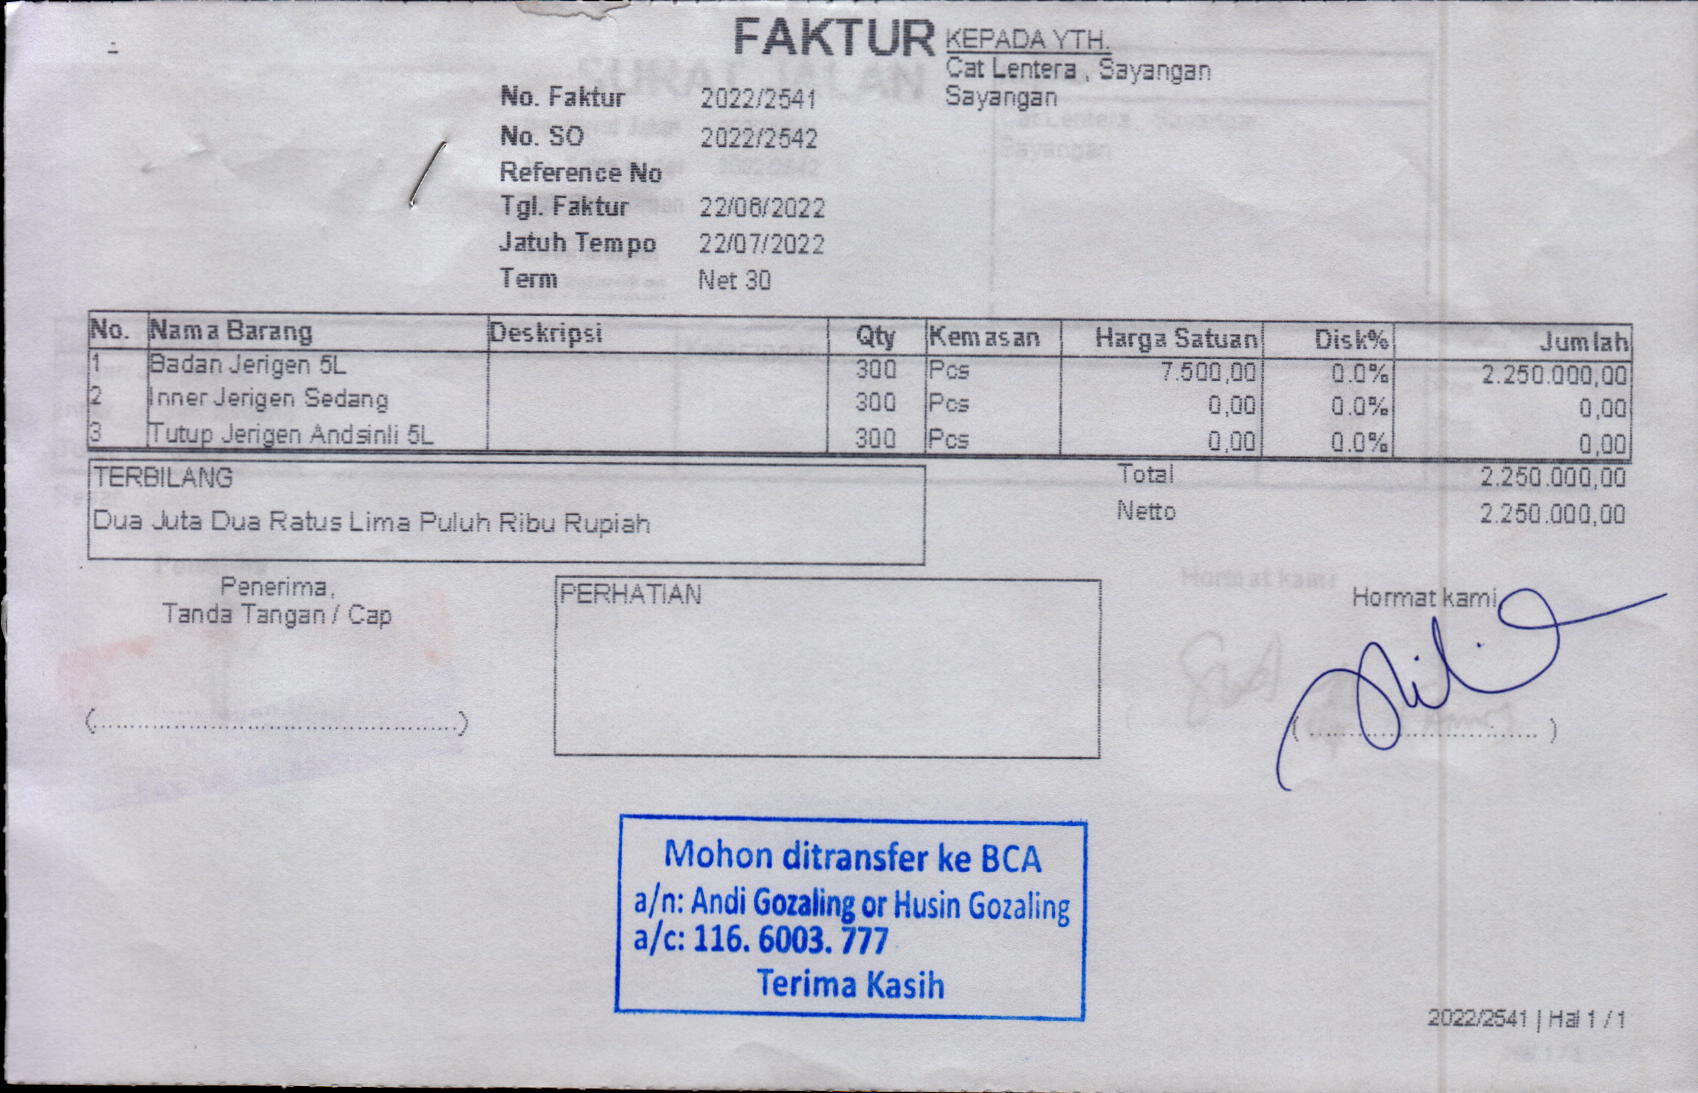 FAKTUR
KEPADA YTH.
Cat Lentera , Sayangan
Sayangan
No. Faktur 2022/2541
No. SO 2022/2542
Reference No
Tgl. Faktur 22/06/2022
Jatuh Tempo 22/07/2022
Term Net 30
No. Nama Barang Deskripsi Qty Kemasan Harga Satuan Disk% Jumlah
1 Badan Jerigen 5L 300 Pcs 7.500,00 0.0% 2.250.000,00
2 Inner Jerigen Sedang 300 Pcs 0,00 0.0% 0,00
3 Tutup Jerigen Andsinli 5L 300 Pcs 0,00 0.0% 0,00
TERBILANG
Dua Juta Dua Ratus Lima Puluh Ribu Rupiah
Total 2.250.000,00
Netto 2.250.000,00
Penerima,
Tanda Tangan / Cap
(..............................................)
PERHATIAN
Hormat kami
( ................................ )
Mohon ditransfer ke BCA
a/n: Andi Gozaling or Husin Gozaling
a/c: 116. 6003. 777
Terima Kasih
2022/2541 | Hal 1 / 1